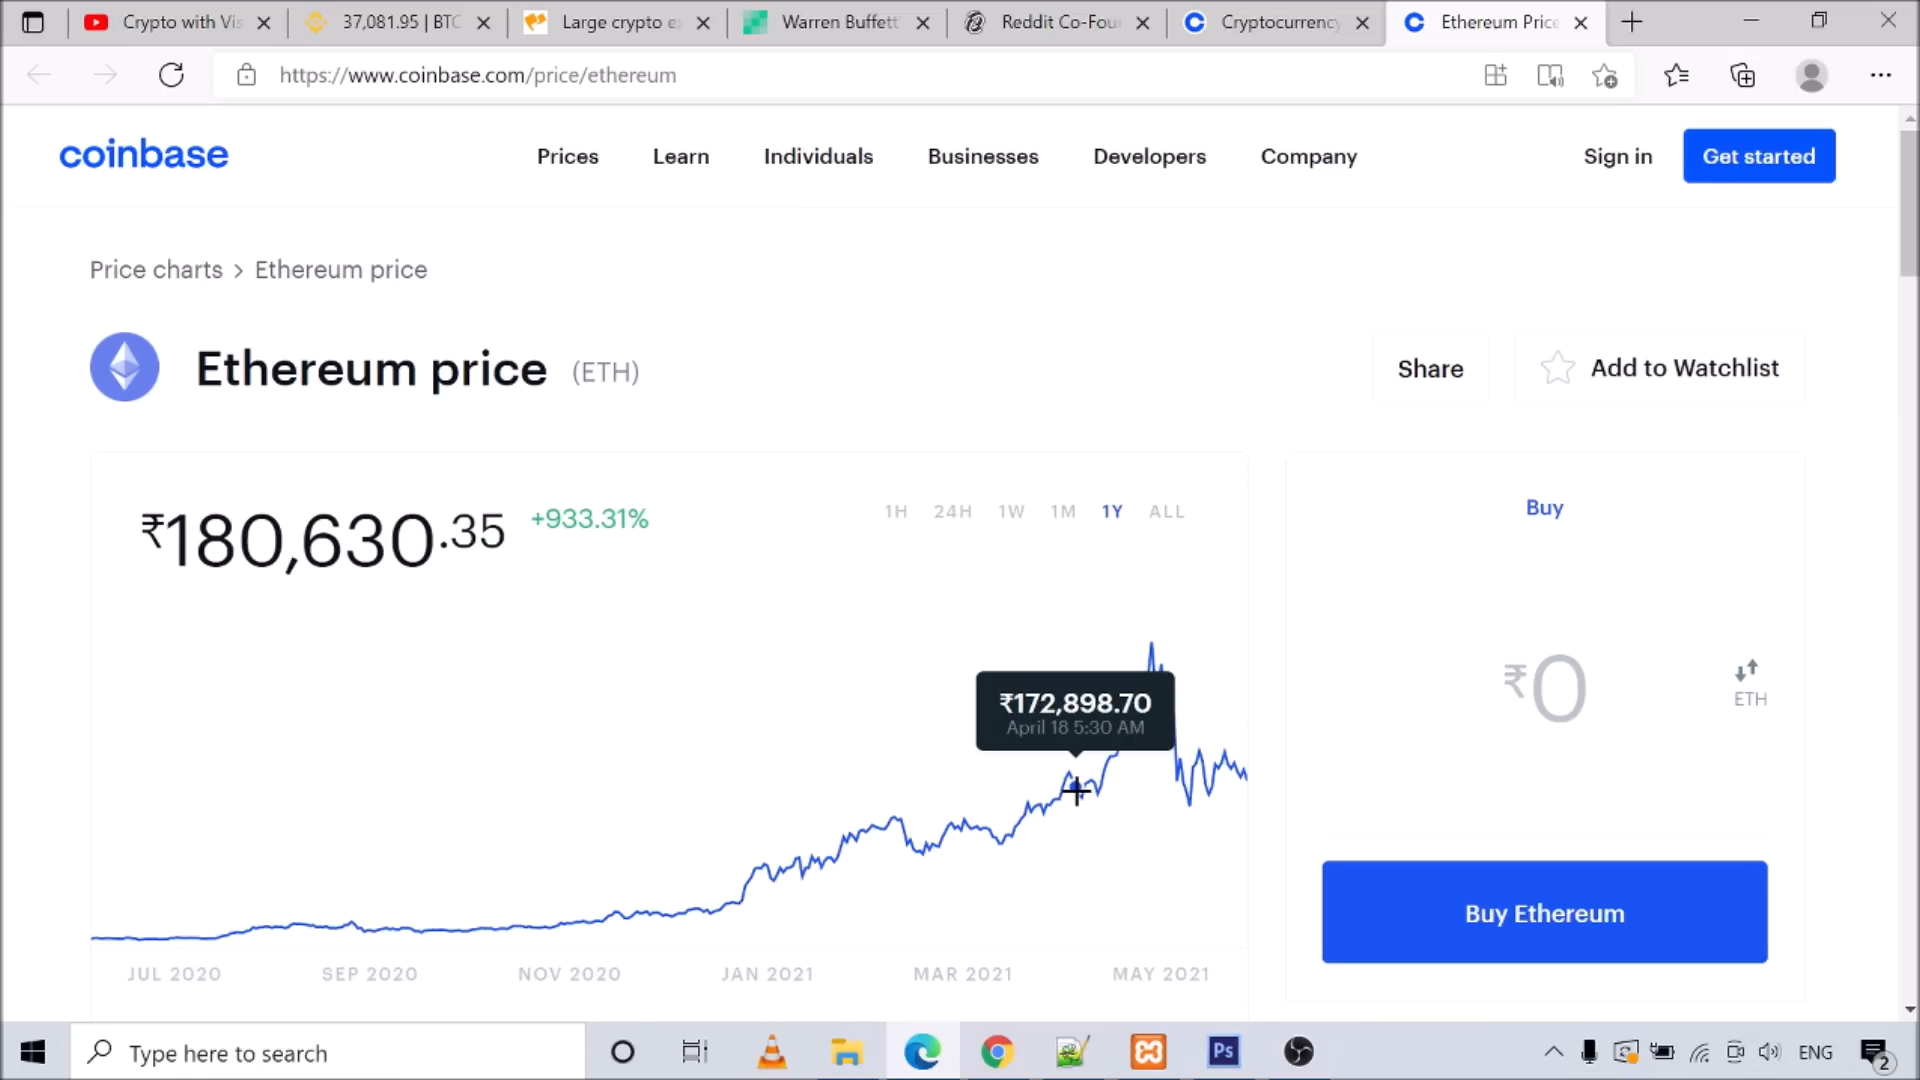 Crypto with Vis
37,081.95 | BTC
Large crypto e
Warren Buffett'
Reddit Co-Fou
Cryptocurrency
Ethereum Price
https://www.coinbase.com/price/ethereum
coinbase
Prices
Learn
Individuals
Businesses
Developers
Company
Sign in
Get started
Price charts > Ethereum price
Ethereum price (ETH)
Share
Add to Watchlist
₹180,630.35 +933.31%
1H 24H 1W 1M 1Y ALL
Buy
₹172,898.70
April 18 5:30 AM
₹0
ETH
Buy Ethereum
JUL 2020 SEP 2020 NOV 2020 JAN 2021 MAR 2021 MAY 2021
Type here to search
Ps
ENG
2